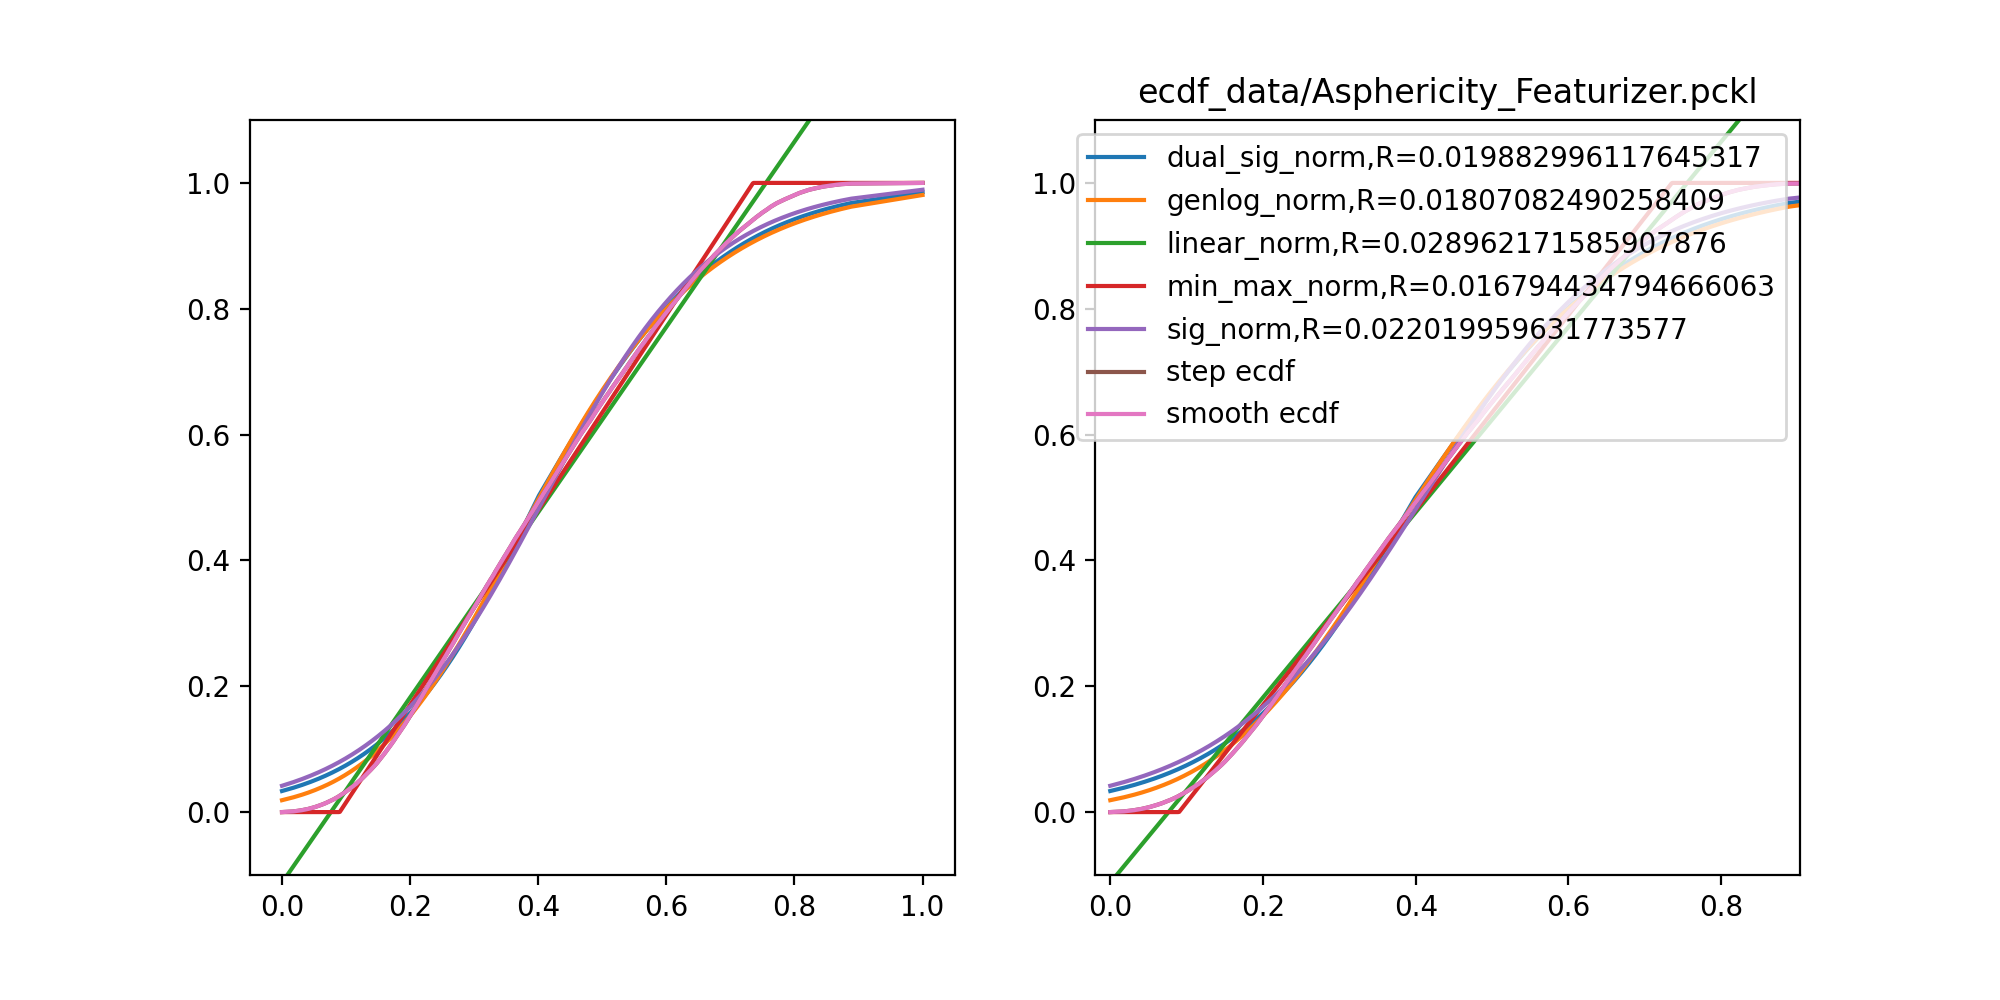 ecdf_data/Asphericity_Featurizer.pckl
1.0
0.8
0.6
0.4
0.2
0.0
0.0 0.2 0.4 0.6 0.8 1.0
dual_sig_norm,R=0.019882996117645317
genlog_norm,R=0.01807082490258409
linear_norm,R=0.028962171585907876
min_max_norm,R=0.016794434794666063
sig_norm,R=0.022019959631773577
step ecdf
smooth ecdf
1.0
0.8
0.6
0.4
0.2
0.0
0.0 0.2 0.4 0.6 0.8